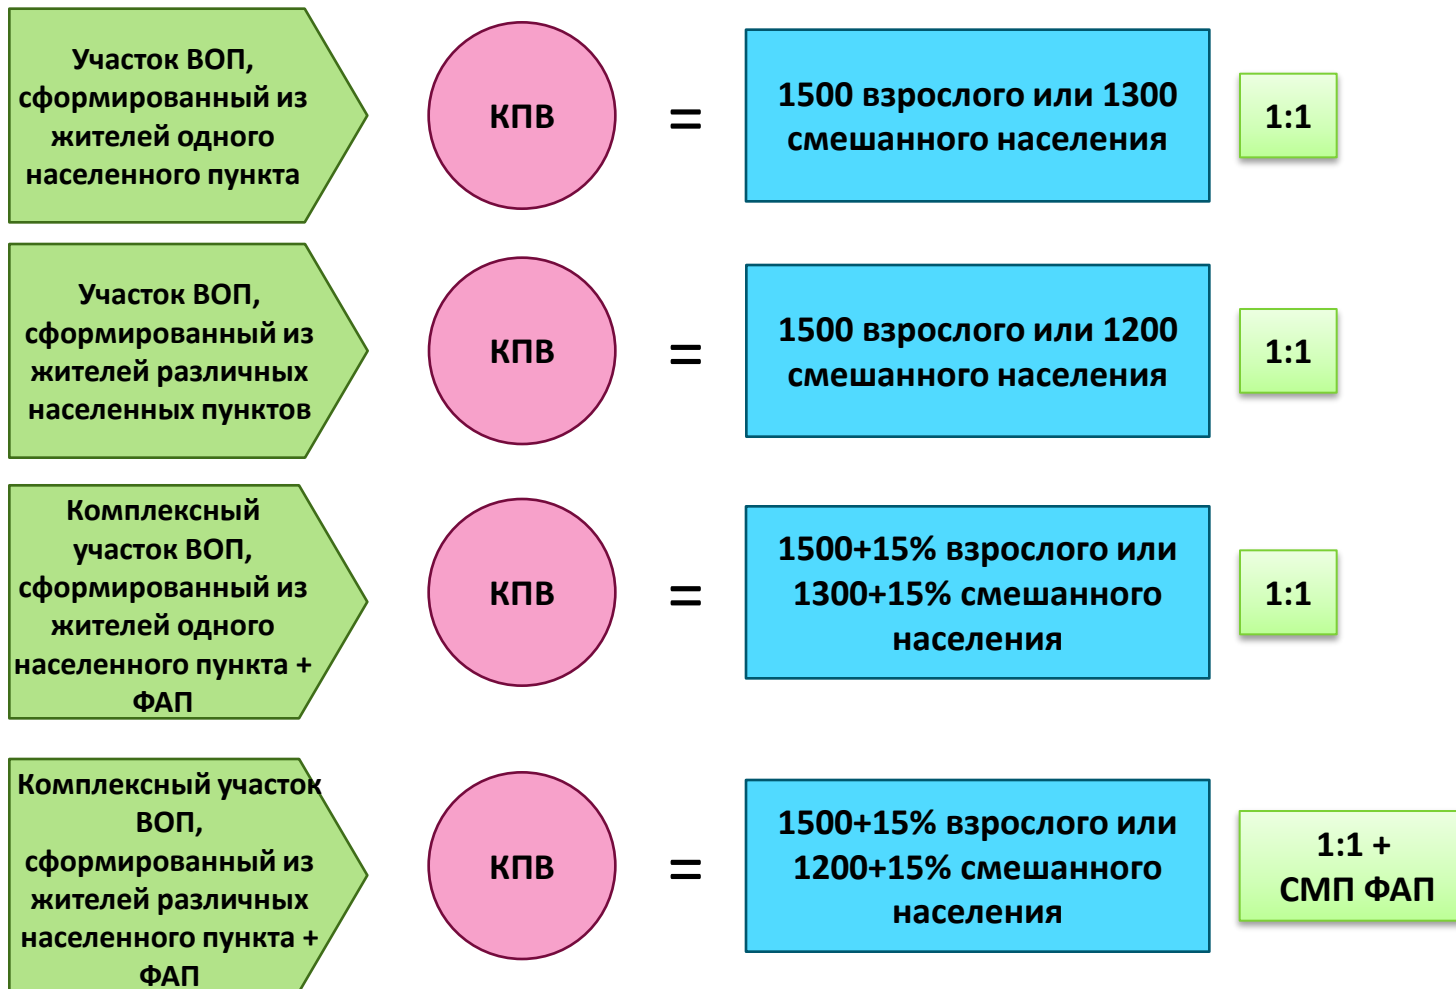 Участок ВОП,
сформированный из
жителей одного
населенного пункта
КПВ
=
1500 взрослого или 1300
смешанного населения
1:1
Участок ВОП,
сформированный из
жителей различных
населенных пунктов
КПВ
=
1500 взрослого или 1200
смешанного населения
1:1
Комплексный
участок ВОП,
сформированный из
жителей одного
населенного пункта +
ФАП
КПВ
=
1500+15% взрослого или
1300+15% смешанного
населения
1:1
Комплексный участок
ВОП,
сформированный из
жителей различных
населенного пункта +
ФАП
КПВ
=
1500+15% взрослого или
1200+15% смешанного
населения
1:1 +
СМП ФАП